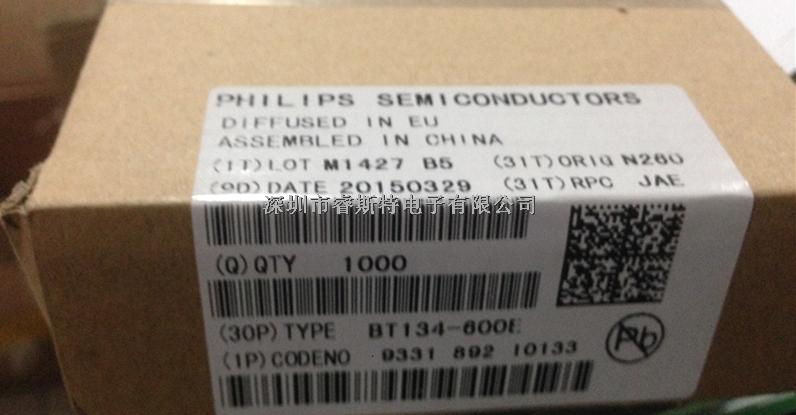 PHILIPS SEMICONDUCTORS
DIFFUSED IN EU
ASSEMBLED IN CHINA
(1T) LOT M1427 B5 (31T) ORIG N260
(9D) DATE 20150329 (31T) RPC JAE
深圳市睿斯特电子有限公司
(Q) QTY 1000
(30P) TYPE BT134-600E
(1P) CODENO 9331 892 10133
Pb